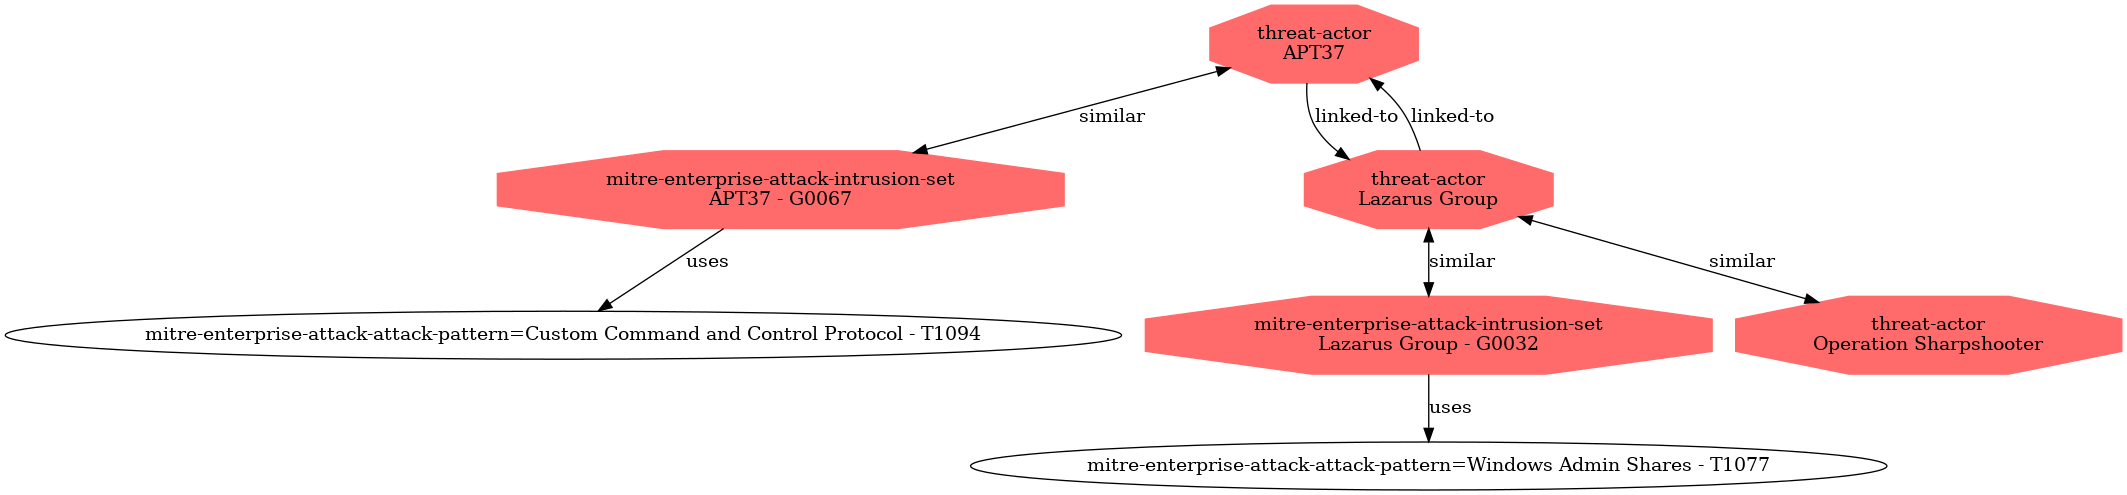 threat-actor
APT37
similar
linked-to
linked-to
mitre-enterprise-attack-intrusion-set
APT37 - G0067
threat-actor
Lazarus Group
uses
similar
similar
mitre-enterprise-attack-attack-pattern=Custom Command and Control Protocol - T1094
mitre-enterprise-attack-intrusion-set
Lazarus Group - G0032
threat-actor
Operation Sharpshooter
uses
mitre-enterprise-attack-attack-pattern=Windows Admin Shares - T1077